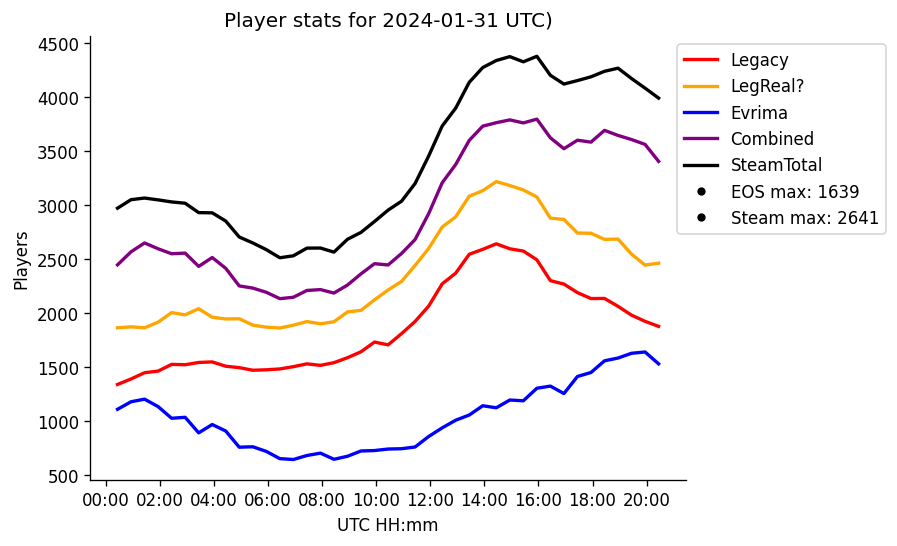 Player stats for 2024-01-31 UTC)
Players
4500
4000
3500
3000
2500
2000
1500
1000
500
00:00 02:00 04:00 06:00 08:00 10:00 12:00 14:00 16:00 18:00 20:00
UTC HH:mm
Legacy
LegReal?
Evrima
Combined
SteamTotal
EOS max: 1639
Steam max: 2641